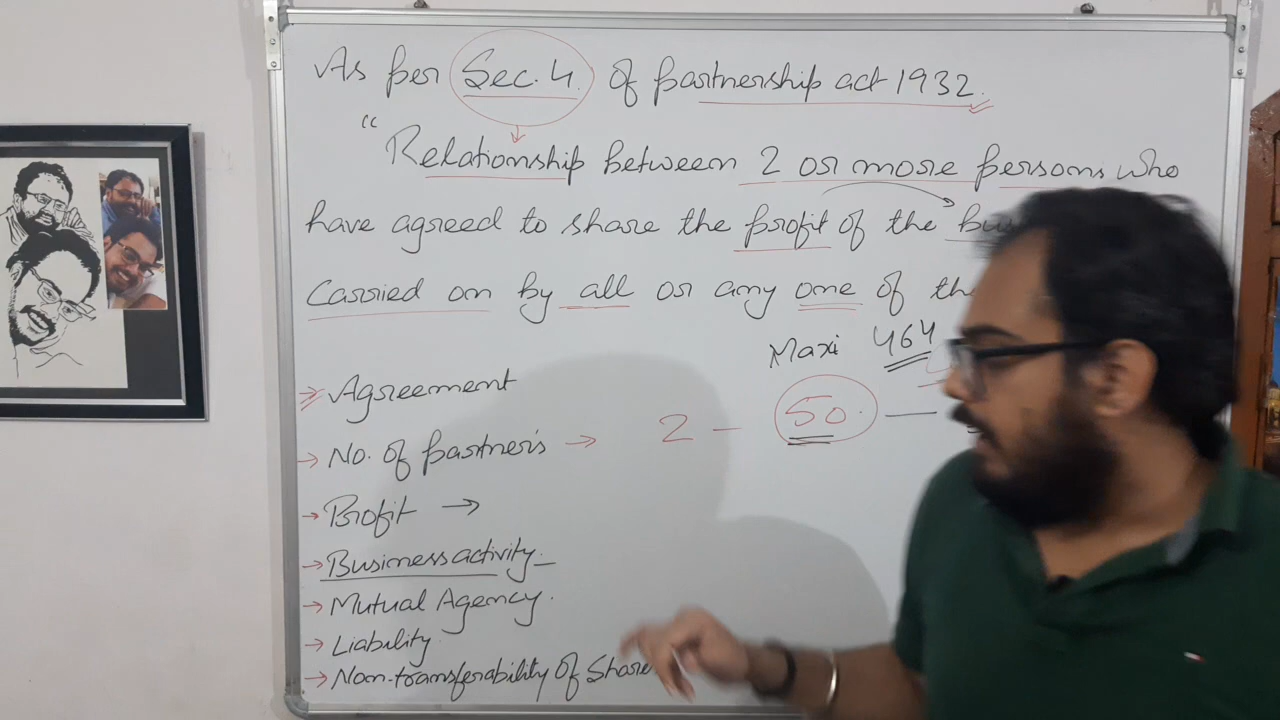 As per Sec. 4. of partnership act 1932.
"Relationship between 2 or more persons who
have agreed to share the profit of the
Carried on by all or any one of
Maxi 464
Agreement
No. of partner's → 2 - 50. —
Profit →
Business activity.
Mutual Agency.
Liability
Non-transferability of Share